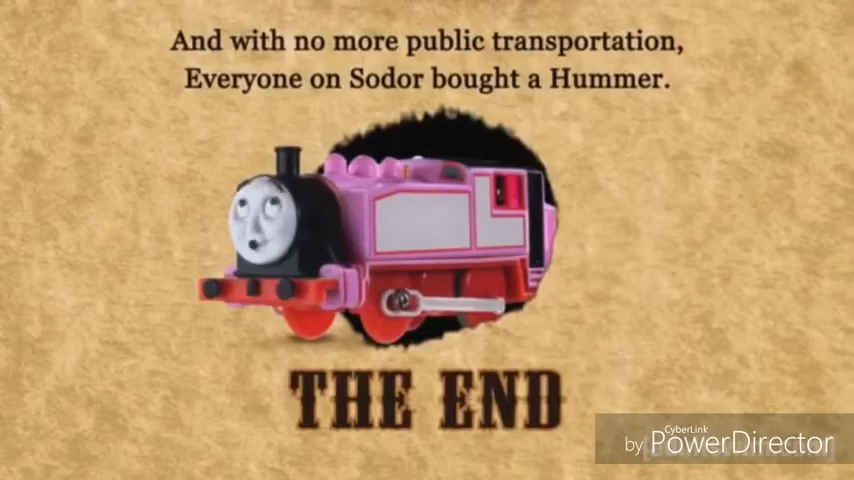 And with no more public transportation,
Everyone on Sodor bought a Hummer.
THE END
CyberLink
by PowerDirector